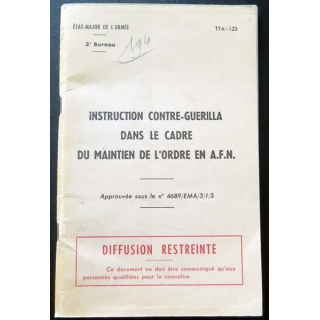 ÉTAT-MAJOR DE L'ARMÉE
TTA-123
3e Bureau
194
INSTRUCTION CONTRE-GUERILLA
DANS LE CADRE
DU MAINTIEN DE L'ORDRE EN A.F.N.
Approuvée sous le n° 4689/EMA/3/I/S
DIFFUSION RESTREINTE
Ce document ne doit être communiqué qu'aux
personnes qualifiées pour le connaître.